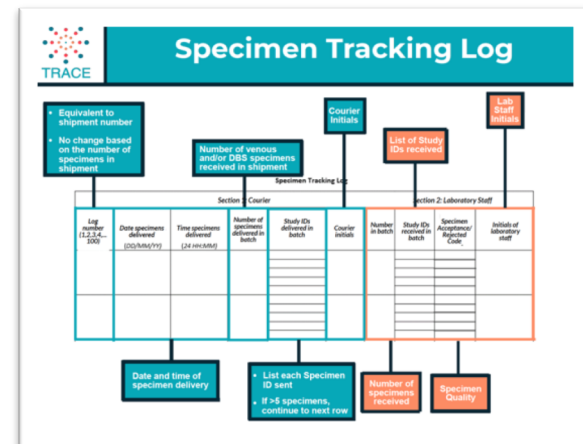 TRACE
Specimen Tracking Log
• Equivalent to
shipment number
• No change based
on the number of
specimens in
shipment
Number of venous
and/or DBS specimens
received in shipment
Courier
Initials
List of Study
IDs received
Lab
Staff
Initials
Specimen Tracking Log
Section 1: Courier
Section 2: Laboratory Staff
Log
number
(1,2,3,4,...
100)
Date specimens
delivered
(DD/MM/YY)
Time specimens
delivered
(24 HH:MM)
Number of
specimens
delivered in
batch
Study IDs
delivered in
batch
Courier
initials
Number
in batch
Study IDs
received in
batch
Specimen
Acceptance/
Rejected
Code
Initials of
laboratory
staff
Date and time of
specimen delivery
• List each Specimen
ID sent
• If >5 specimens,
continue to next row
Number of
specimens
received
Specimen
Quality